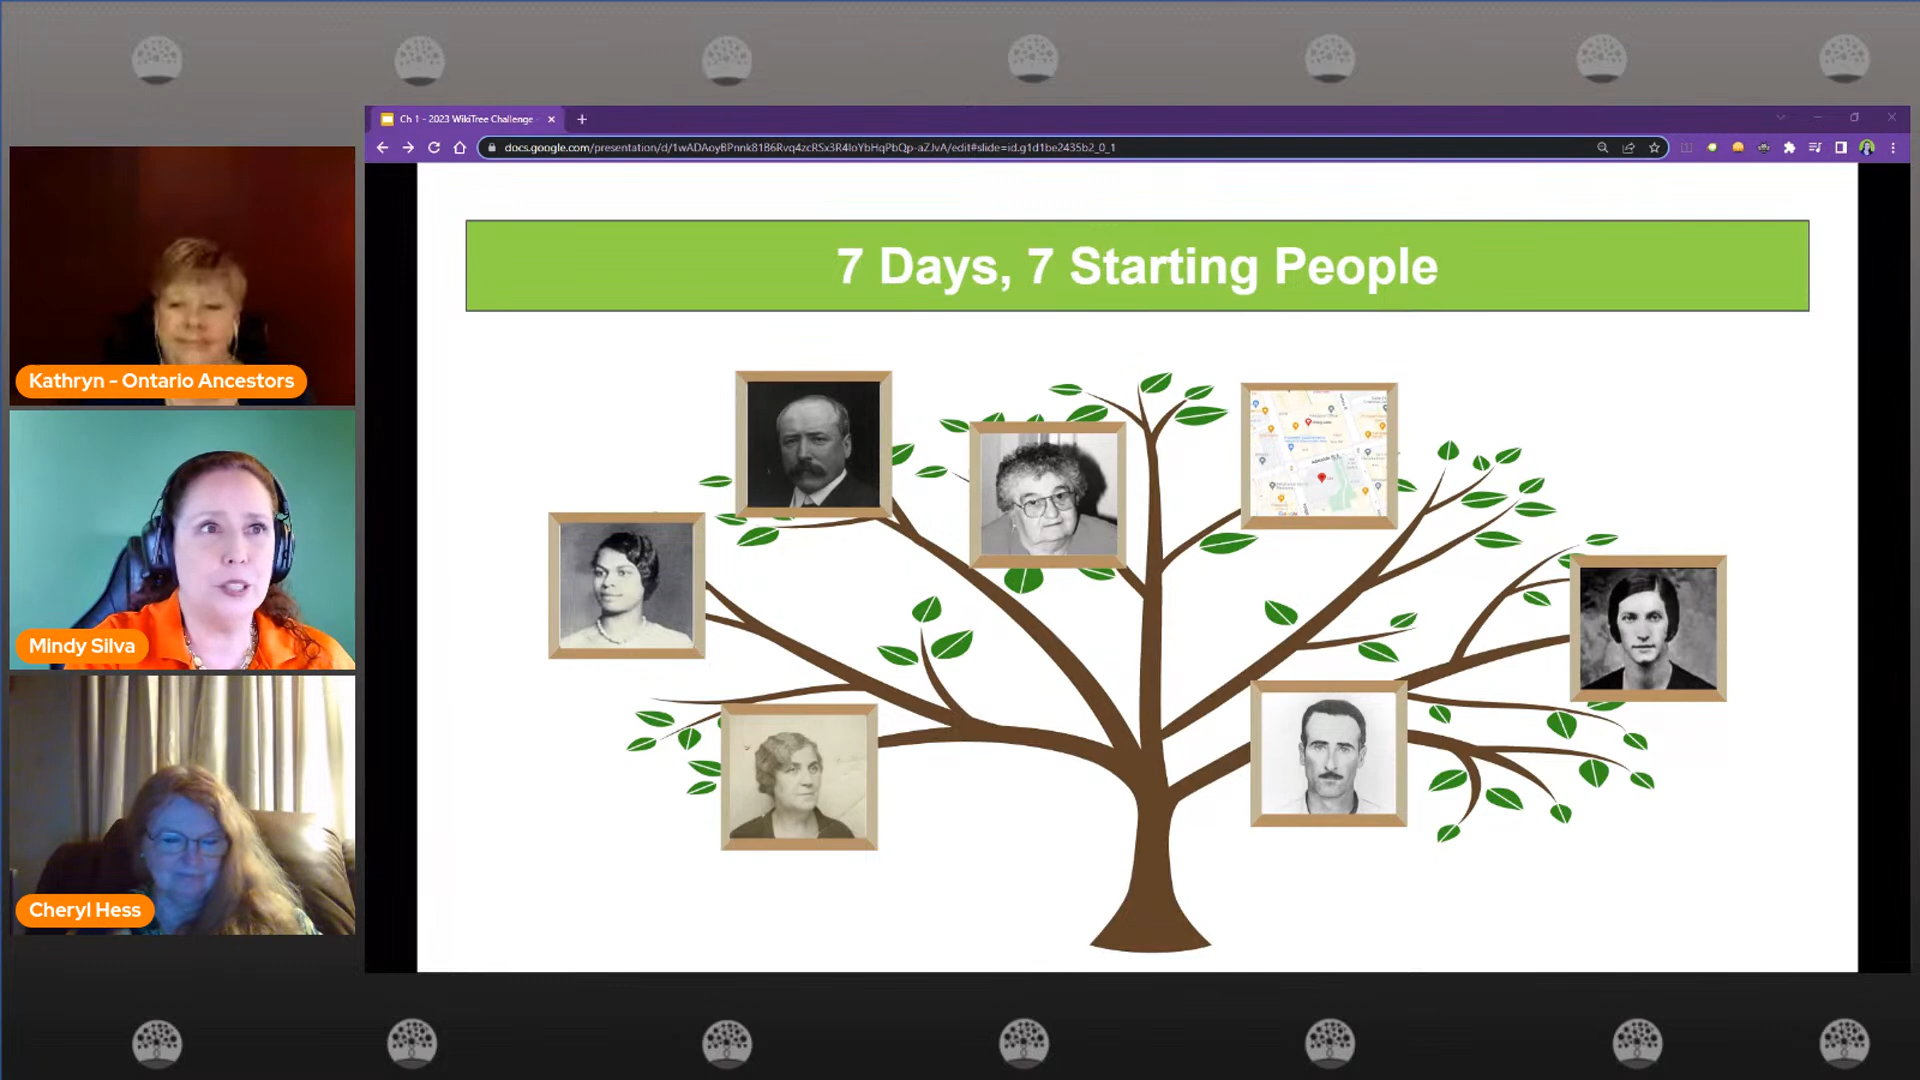 Ch 1 - 2023 WikiTree Challenge
docs.google.com/presentation/d/1wADAoyBPnnk81B6Rvq4zcRSx3R4IoYbHqPbQp-aZJvA/edit#slide=id.g1d1be2435b2_0_1
7 Days, 7 Starting People
Kathryn - Ontario Ancestors
Mindy Silva
Cheryl Hess